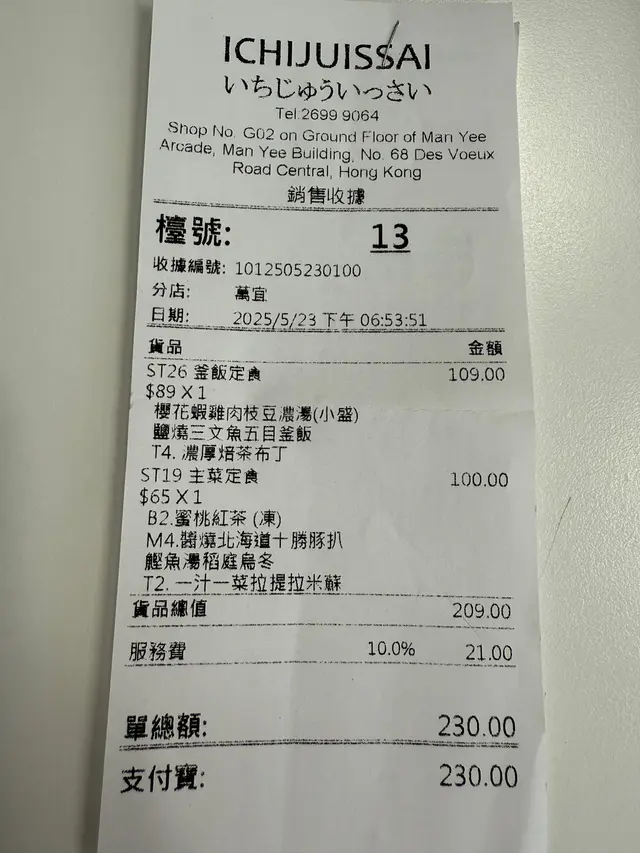 ICHIJUISSAI
いちじゅういっさい
Tel:2699 9064
Shop No. G02 on Ground Floor of Man Yee
Arcade, Man Yee Building, No. 68 Des Voeux
Road Central, Hong Kong
銷售收據
檯號: 13
收據編號: 1012505230100
分店: 萬宜
日期: 2025/5/23 下午 06:53:51
貨品 金額
ST26 釜飯定食 109.00
$89 X 1
櫻花蝦雞肉枝豆濃湯(小盛)
鹽燒三文魚五目釜飯
T4. 濃厚焙茶布丁
ST19 主菜定食 100.00
$65 X 1
B2.蜜桃紅茶 (凍)
M4.醬燒北海道十勝豚扒
鰹魚湯稻庭烏冬
T2. 一汁一菜拉提拉米蘇
貨品總值 209.00
服務費 10.0% 21.00
單總額: 230.00
支付寶: 230.00